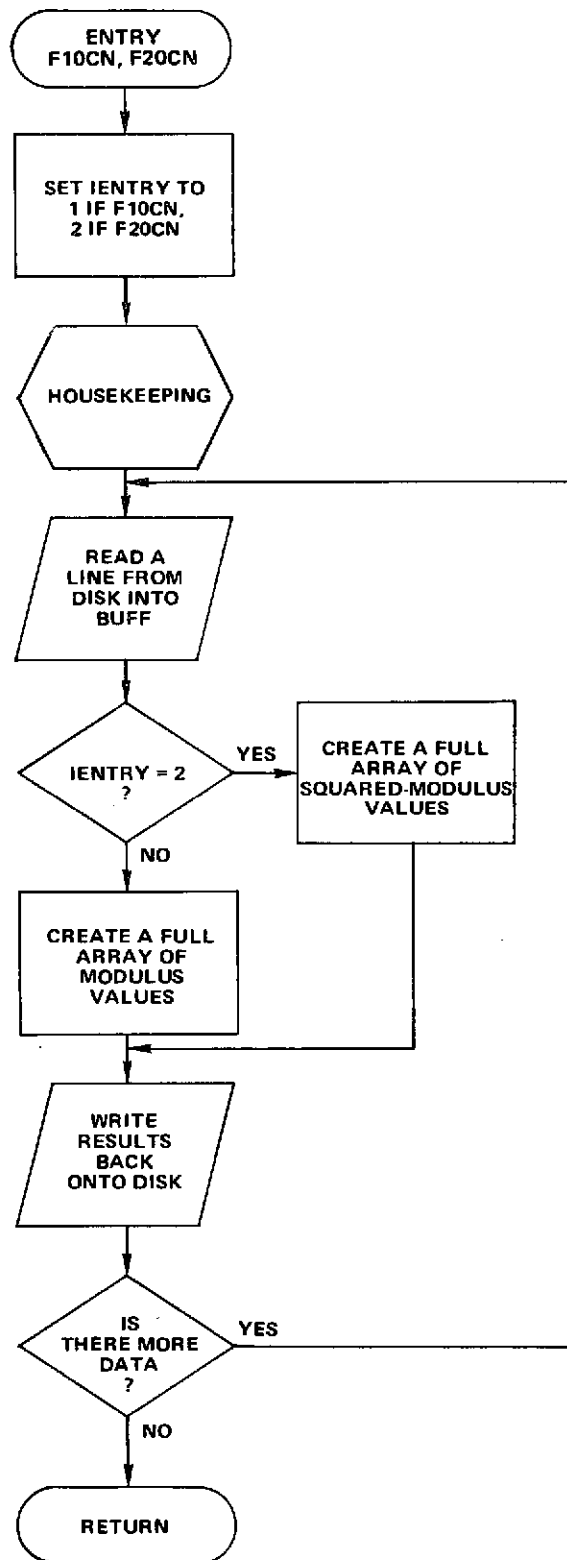 ENTRY
F10CN, F20CN
SET IENTRY TO
1 IF F10CN,
2 IF F20CN
HOUSEKEEPING
READ A
LINE FROM
DISK INTO
BUFF
IENTRY = 2
?
YES
CREATE A FULL
ARRAY OF
SQUARED-MODULUS
VALUES
NO
CREATE A FULL
ARRAY OF
MODULUS
VALUES
WRITE
RESULTS
BACK
ONTO DISK
IS
THERE MORE
DATA
?
YES
NO
RETURN